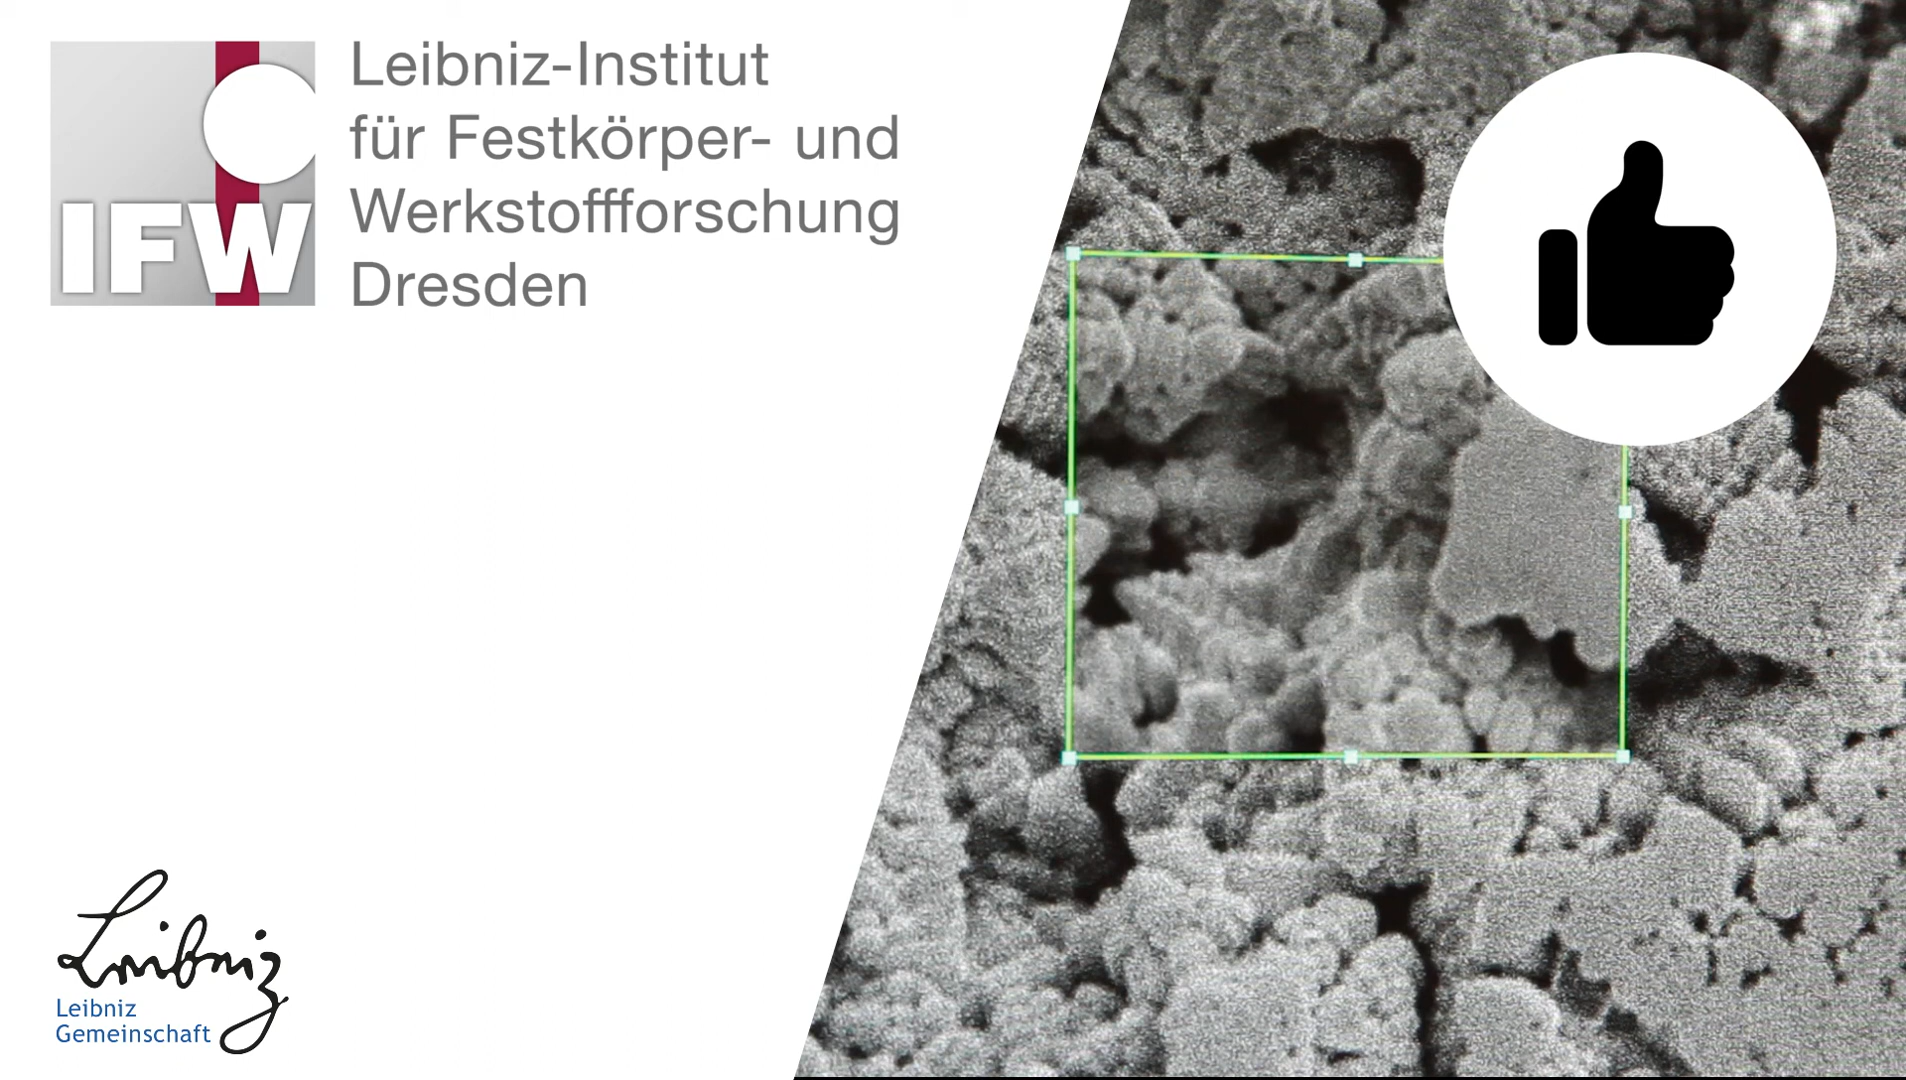 IFW
Leibniz-Institut
für Festkörper- und
Werkstoffforschung
Dresden
Leibniz
Leibniz
Gemeinschaft